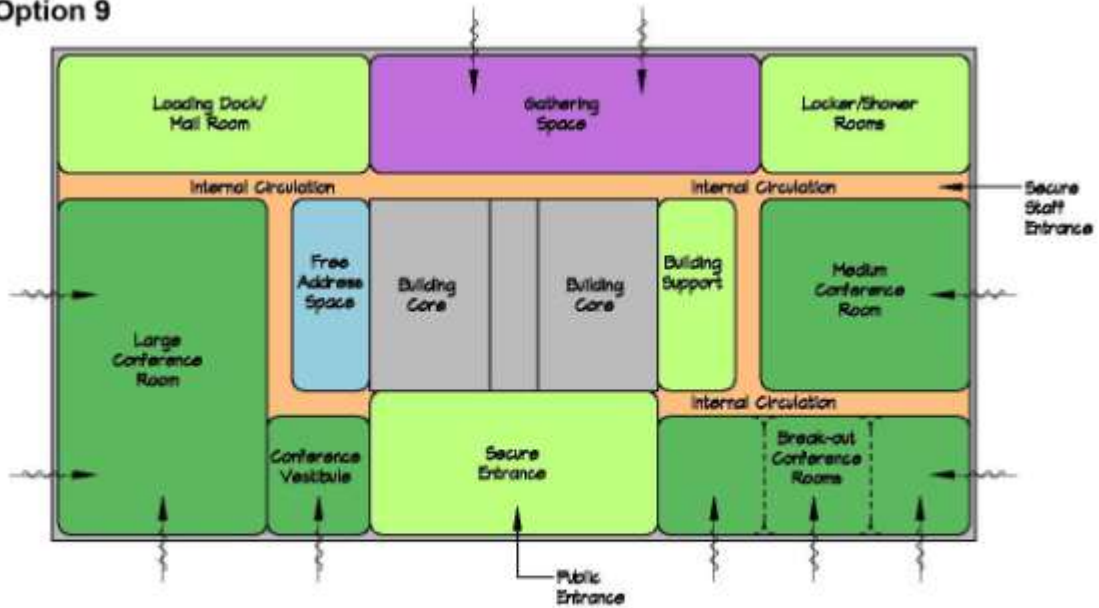 Option 9
Loading Dock/
Mail Room
Gathering
Space
Locker/Shower
Rooms
Internal Circulation
Internal Circulation
Secure
Staff
Entrance
Free
Address
Space
Building
Core
Building
Core
Building
Support
Medium
Conference
Room
Large
Conference
Room
Internal Circulation
Conference
Vestibule
Secure
Entrance
Break-out
Conference
Rooms
Public
Entrance